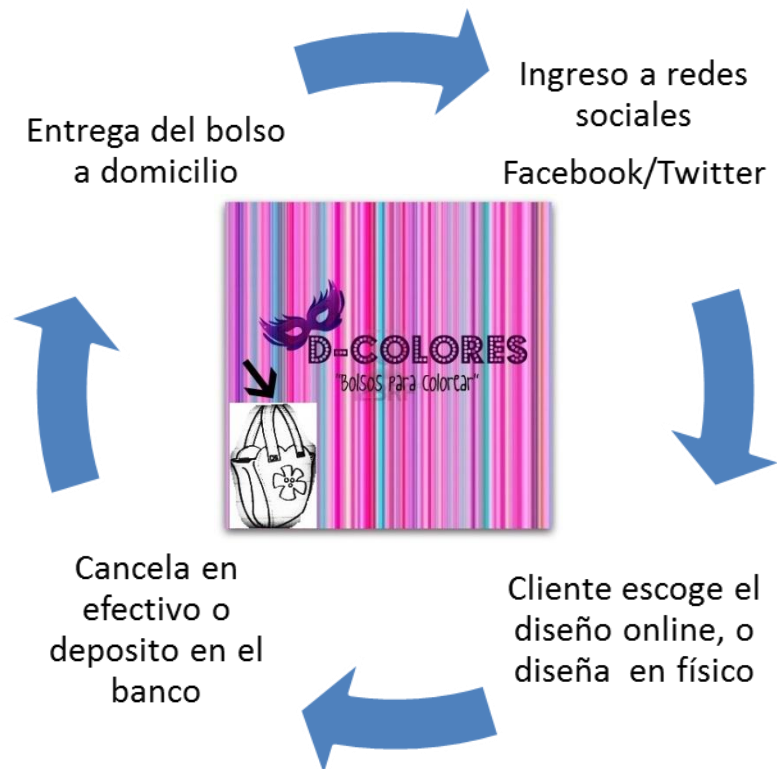 Ingreso a redes
sociales
Facebook/Twitter
Entrega del bolso
a domicilio
D-COLORES
"Bolsos para colorear"
Cliente escoge el
diseño online, o
diseña en físico
Cancela en
efectivo o
deposito en el
banco